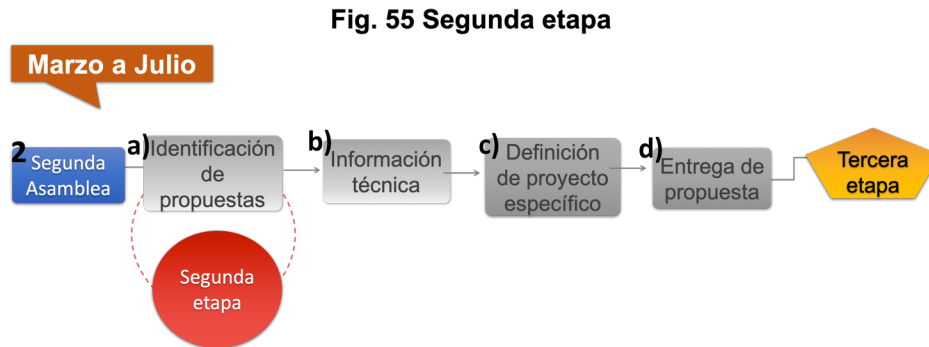 Fig. 55 Segunda etapa
Marzo a Julio
2
Segunda
Asamblea
a)
Identificación
de
propuestas
b)
Información
técnica
c)
Definición
de proyecto
específico
d)
Entrega de
propuesta
Tercera
etapa
Segunda
etapa